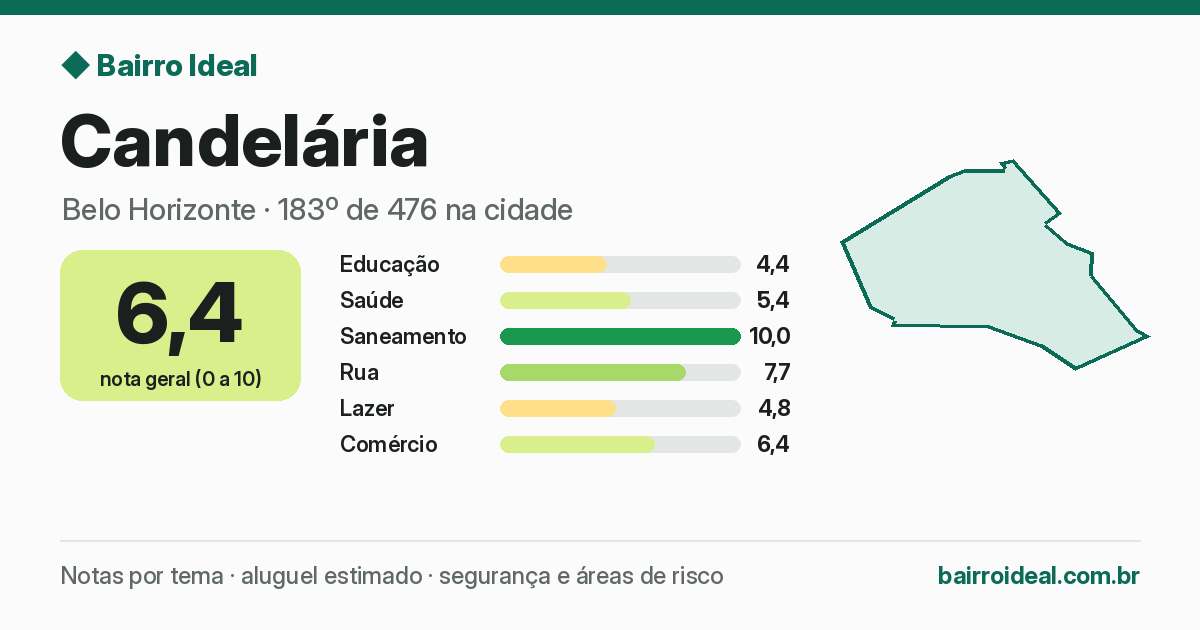 Bairro Ideal
Candelária
Belo Horizonte · 183º de 476 na cidade
6,4
nota geral (0 a 10)
Educação 4,4
Saúde 5,4
Saneamento 10,0
Rua 7,7
Lazer 4,8
Comércio 6,4
Notas por tema · aluguel estimado · segurança e áreas de risco
bairroideal.com.br